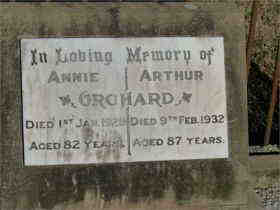 In Loving Memory of
ANNIE ARTHUR
ORCHARD
DIED 1ST JAN. 1929 DIED 9TH FEB. 1932
AGED 82 YEARS. AGED 87 YEARS.